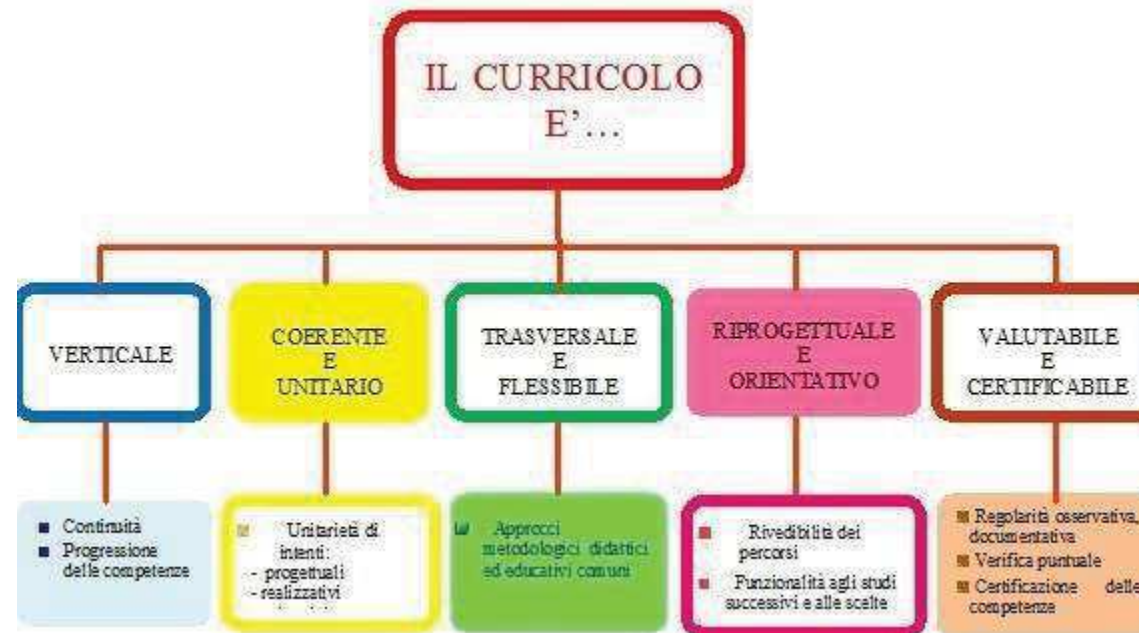 IL CURRICOLO
E'...
VERTICALE
COERENTE
E
UNITARIO
TRASVERSALE
E
FLESSIBILE
RIPROGETTUALE
E
ORIENTATIVO
VALUTABILE
E
CERTIFICABILE
Continuità
Progressione
delle competenze
Unitarietà di
intenti:
- progettuali
- realizzativi
Approcci
metodologici didattici
ed educativi comuni
Rivedibilità dei
percorsi
Funzionalità agli studi
successivi e alle scelte
Regolarità osservativa,
documentativa
Verifica puntuale
Certificazione delle
competenze